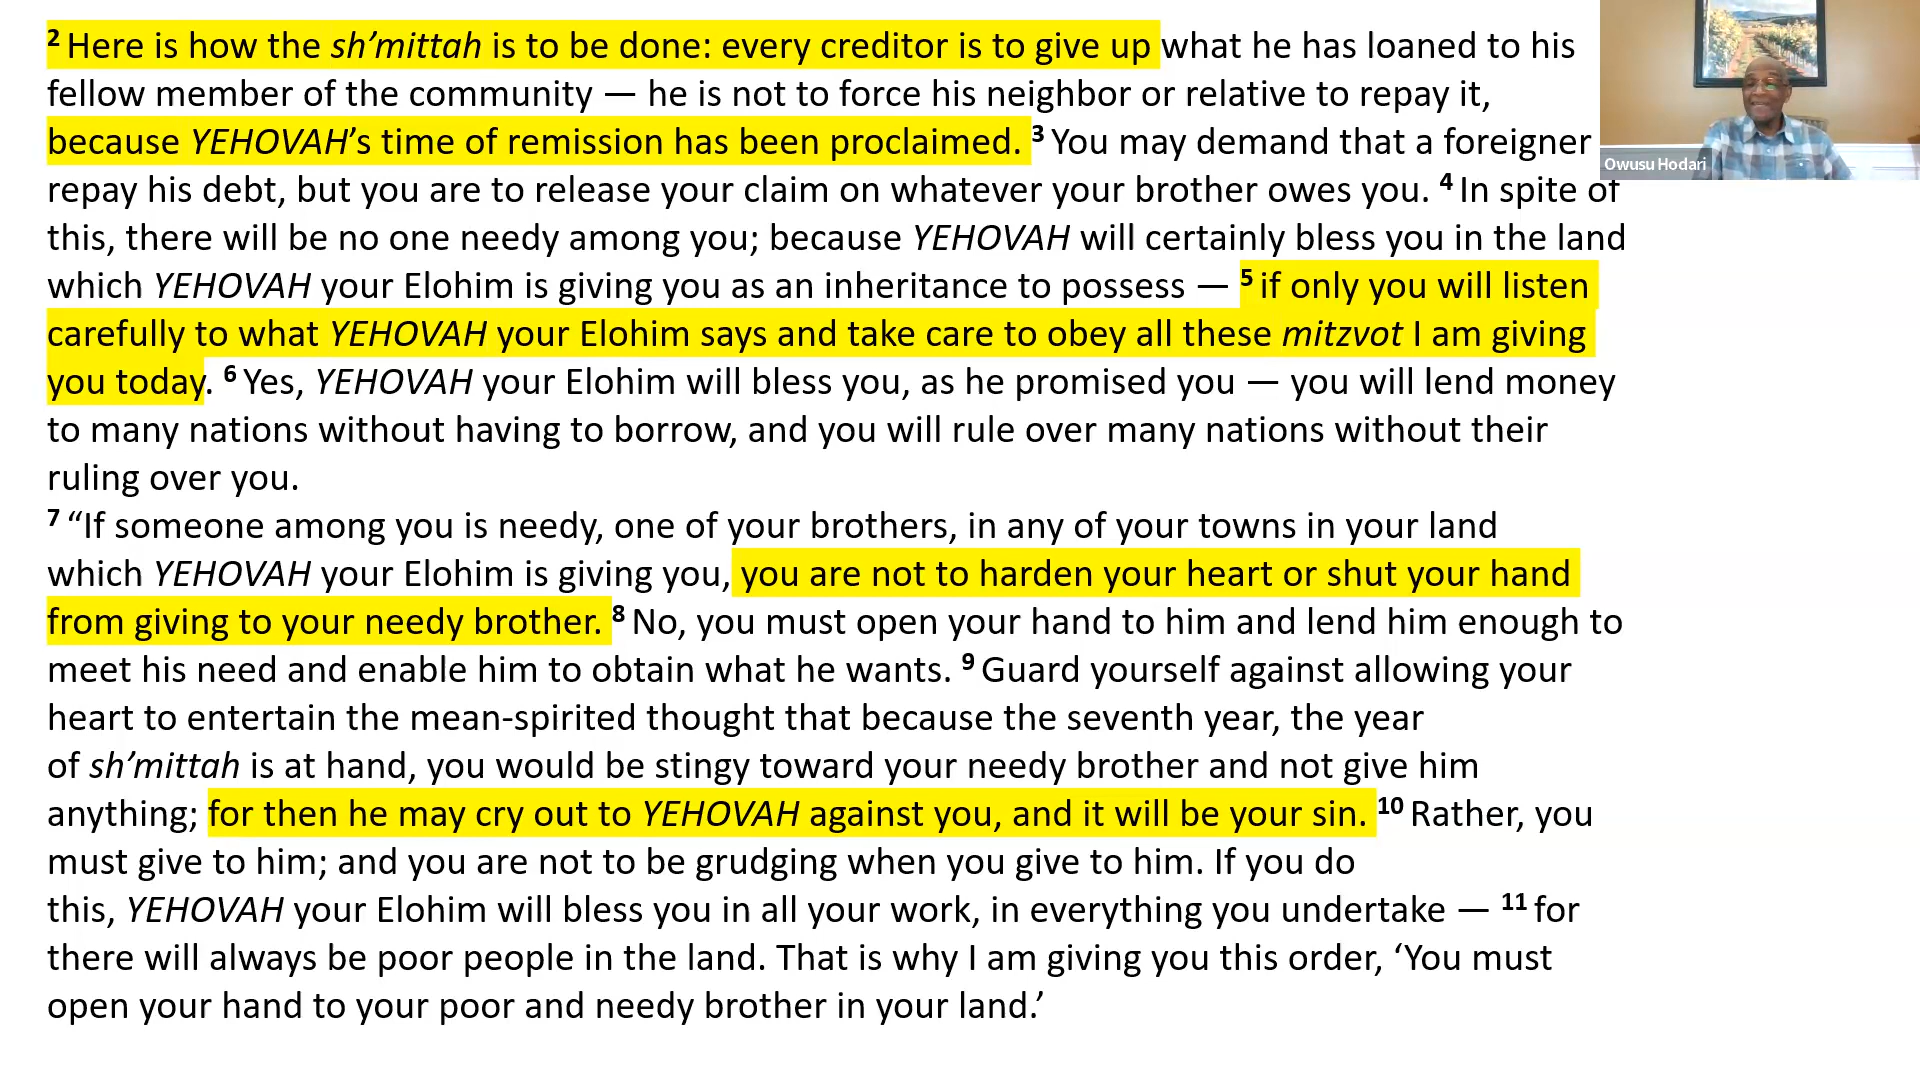 2 Here is how the sh’mittah is to be done: every creditor is to give up what he has loaned to his
fellow member of the community — he is not to force his neighbor or relative to repay it,
because YEHOVAH’s time of remission has been proclaimed. 3 You may demand that a foreigner
repay his debt, but you are to release your claim on whatever your brother owes you. 4 In spite of
this, there will be no one needy among you; because YEHOVAH will certainly bless you in the land
which YEHOVAH your Elohim is giving you as an inheritance to possess — 5 if only you will listen
carefully to what YEHOVAH your Elohim says and take care to obey all these mitzvot I am giving
you today. 6 Yes, YEHOVAH your Elohim will bless you, as he promised you — you will lend money
to many nations without having to borrow, and you will rule over many nations without their
ruling over you.
7 “If someone among you is needy, one of your brothers, in any of your towns in your land
which YEHOVAH your Elohim is giving you, you are not to harden your heart or shut your hand
from giving to your needy brother. 8 No, you must open your hand to him and lend him enough to
meet his need and enable him to obtain what he wants. 9 Guard yourself against allowing your
heart to entertain the mean-spirited thought that because the seventh year, the year
of sh’mittah is at hand, you would be stingy toward your needy brother and not give him
anything; for then he may cry out to YEHOVAH against you, and it will be your sin. 10 Rather, you
must give to him; and you are not to be grudging when you give to him. If you do
this, YEHOVAH your Elohim will bless you in all your work, in everything you undertake — 11 for
there will always be poor people in the land. That is why I am giving you this order, ‘You must
open your hand to your poor and needy brother in your land.’
Owusu Hodari